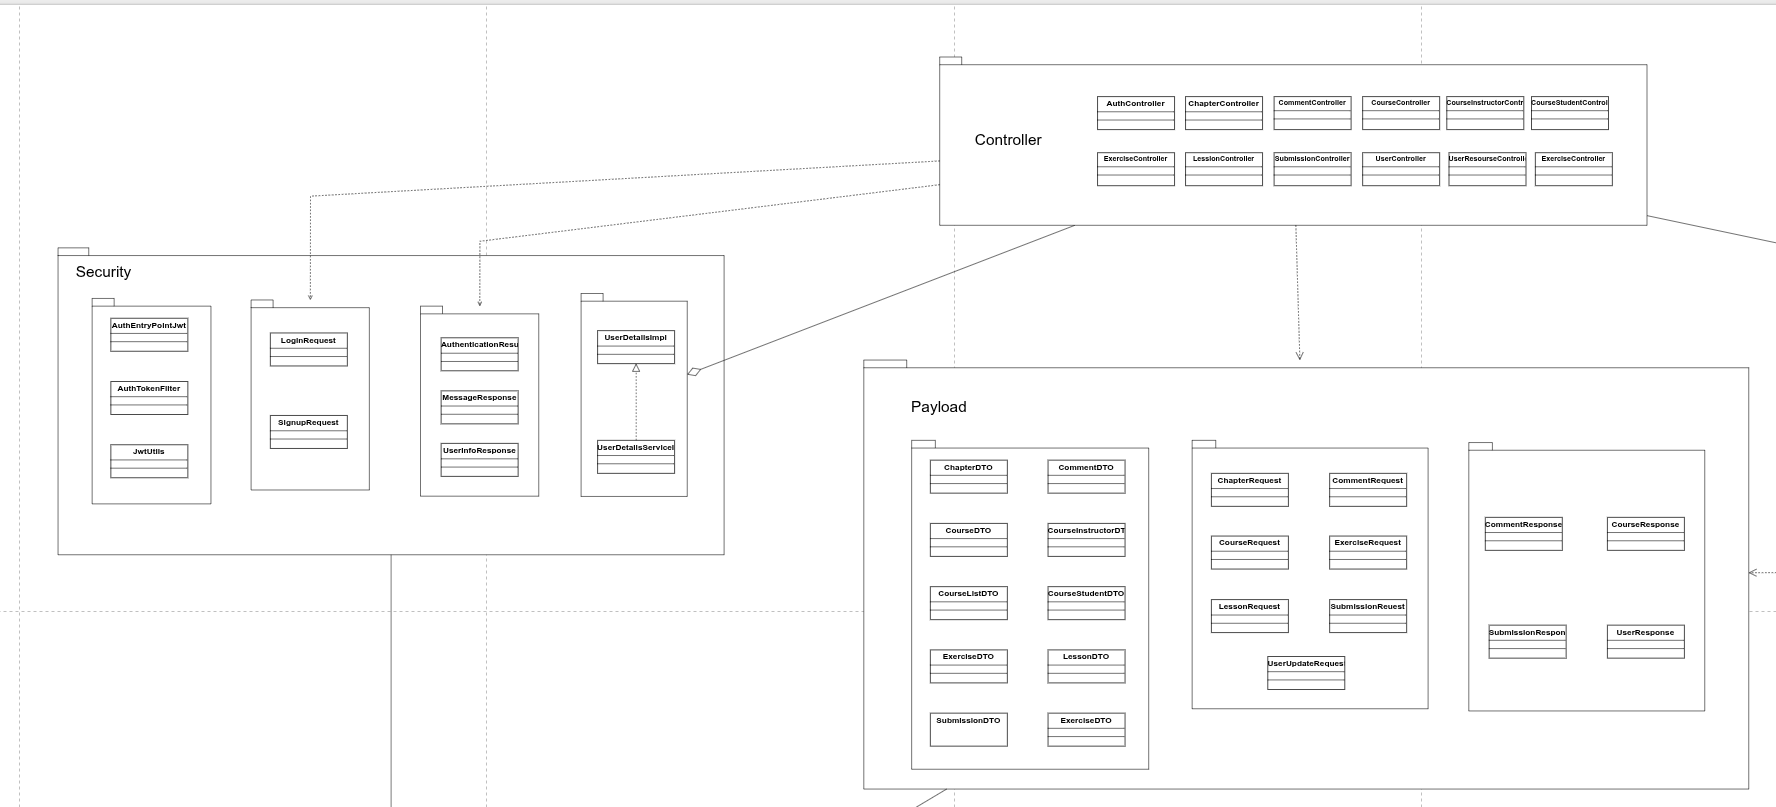 Controller
AuthController
ChapterController
CommentController
CourseController
CourseInstructorContr
CourseStudentControl
ExerciseController
LessionController
SubmissionController
UserController
UserResourseControll
ExerciseController
Security
AuthEntryPointJwt
AuthTokenFilter
JwtUtils
LoginRequest
SignupRequest
AuthenticationResu
MessageResponse
UserInfoResponse
UserDetailsImpl
UserDetailsServiceI
Payload
ChapterDTO
CommentDTO
CourseDTO
CourseInstructorDT
CourseListDTO
CourseStudentDTO
ExerciseDTO
LessonDTO
SubmissionDTO
ExerciseDTO
ChapterRequest
CommentRequest
CourseRequest
ExerciseRequest
LessonRequest
SubmissionReuest
UserUpdateReques
CommentResponse
CourseResponse
SubmissionRespon
UserResponse